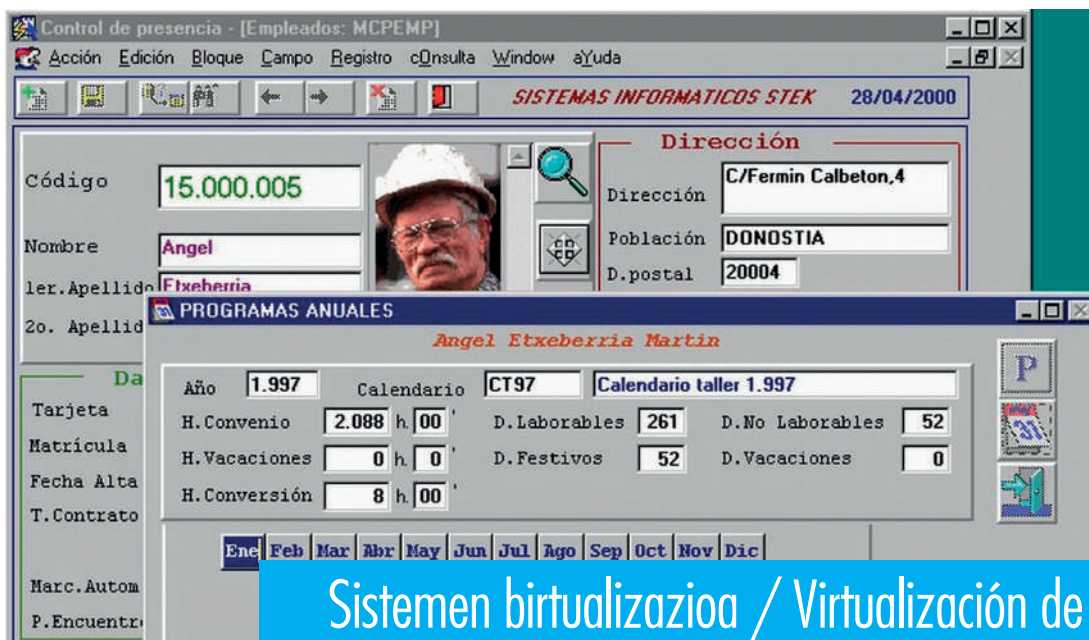 Control de presencia - [Empleados: MCPEMP]
Acción Edición Bloque Campo Registro cOnsulta Window aYuda
SISTEMAS INFORMATICOS STEK 28/04/2000
Dirección
Código 15.000.005
Dirección C/Fermin Calbeton,4
Nombre Angel
Población DONOSTIA
1er.Apellido Etxeberria
D.postal 20004
2o. Apellid
PROGRAMAS ANUALES
Angel Etxeberria Martin
P
Da
Año 1.997 Calendario CT97 Calendario taller 1.997
Tarjeta
H.Convenio 2.088 h. 00 ' D.Laborables 261 D.No Laborables 52
Matrícula
H.Vacaciones 0 h. 0 ' D.Festivos 52 D.Vacaciones 0
31
Fecha Alta
H.Conversión 8 h. 00 '
T.Contrato
Ene Feb Mar Abr May Jun Jul Ago Sep Oct Nov Dic
Marc.Autom
P.Encuentr
Sistemen birtualizazioa / Virtualización de